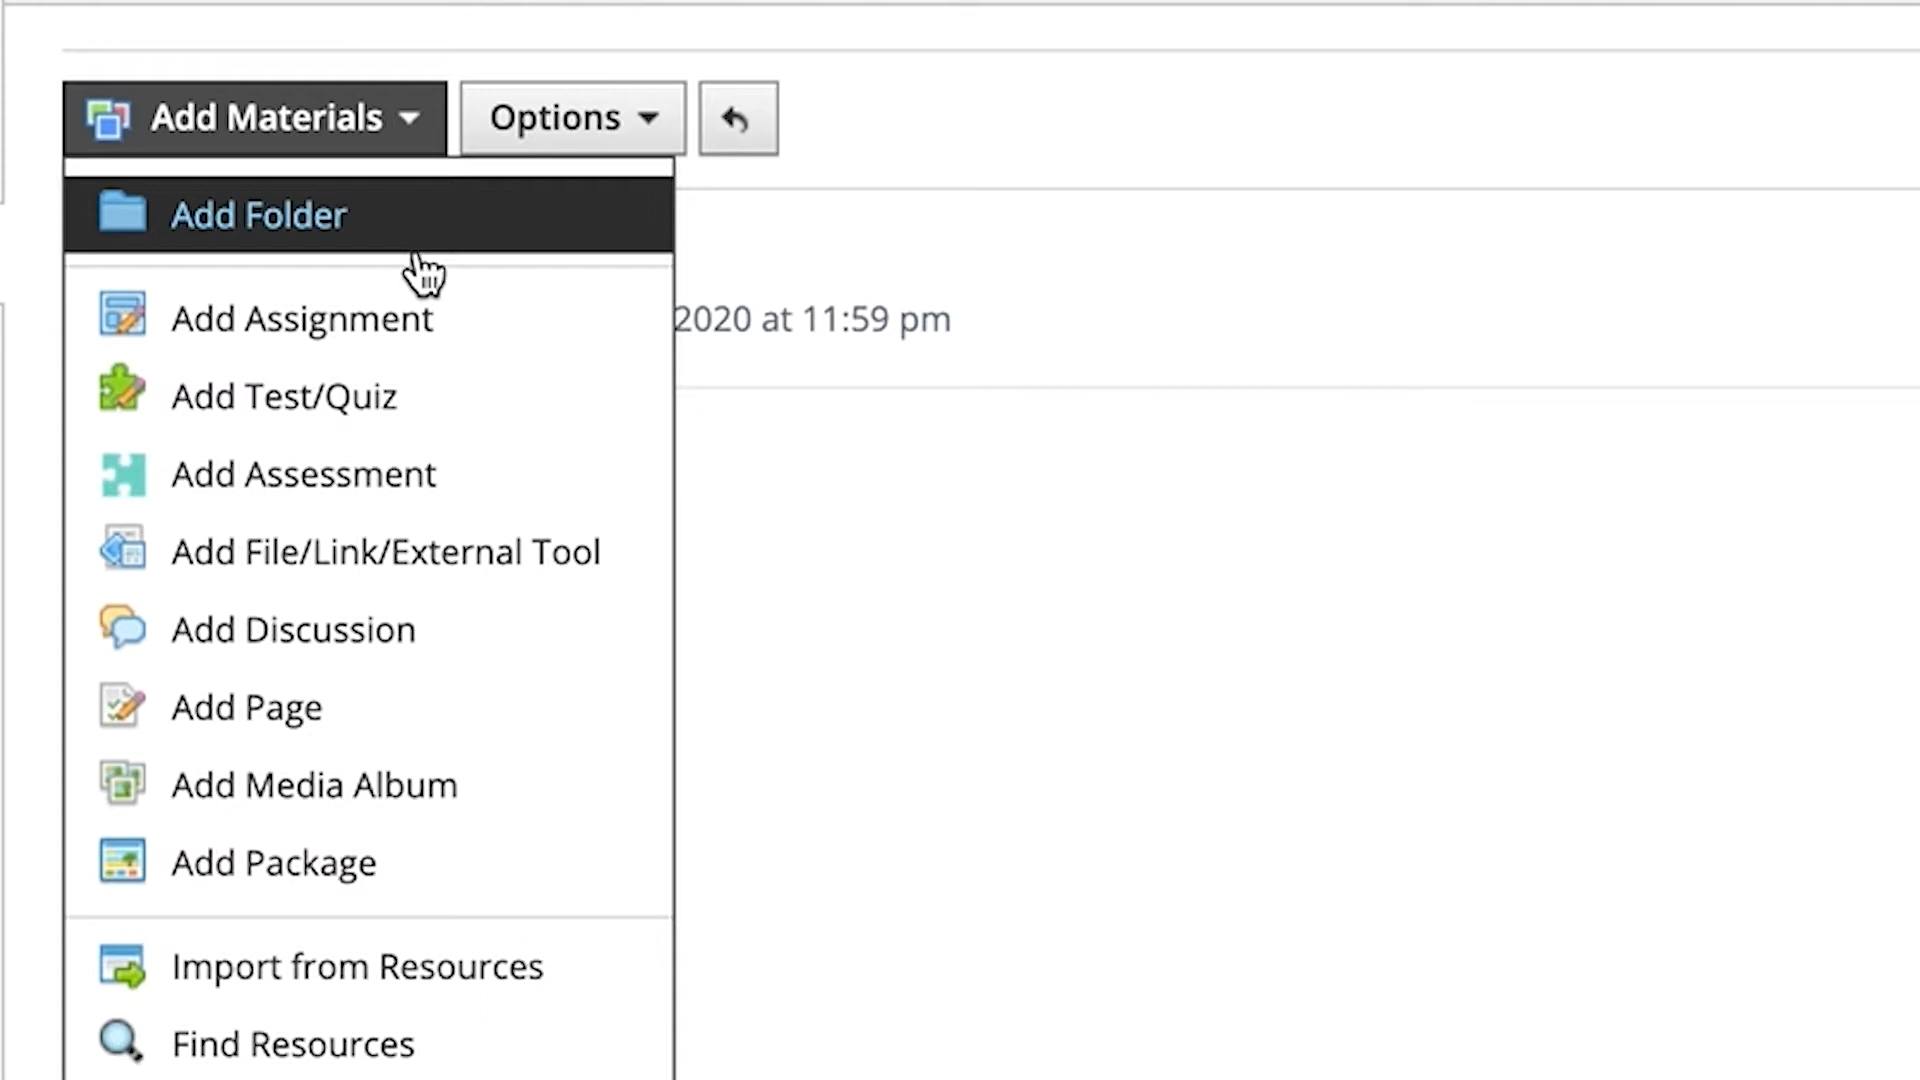 Add Materials
Options
Add Folder
Add Assignment
2020 at 11:59 pm
Add Test/Quiz
Add Assessment
Add File/Link/External Tool
Add Discussion
Add Page
Add Media Album
Add Package
Import from Resources
Find Resources